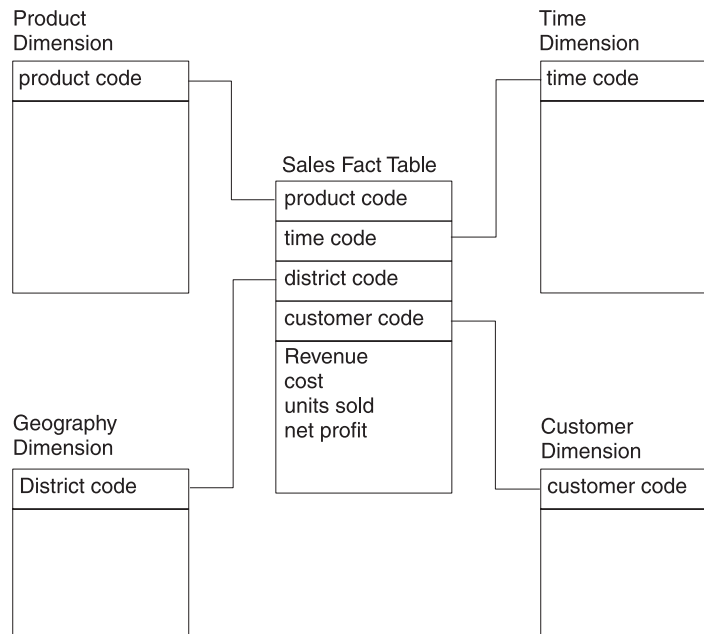 Product
Dimension
product code
Time
Dimension
time code
Sales Fact Table
product code
time code
district code
customer code
Revenue
cost
units sold
net profit
Geography
Dimension
District code
Customer
Dimension
customer code